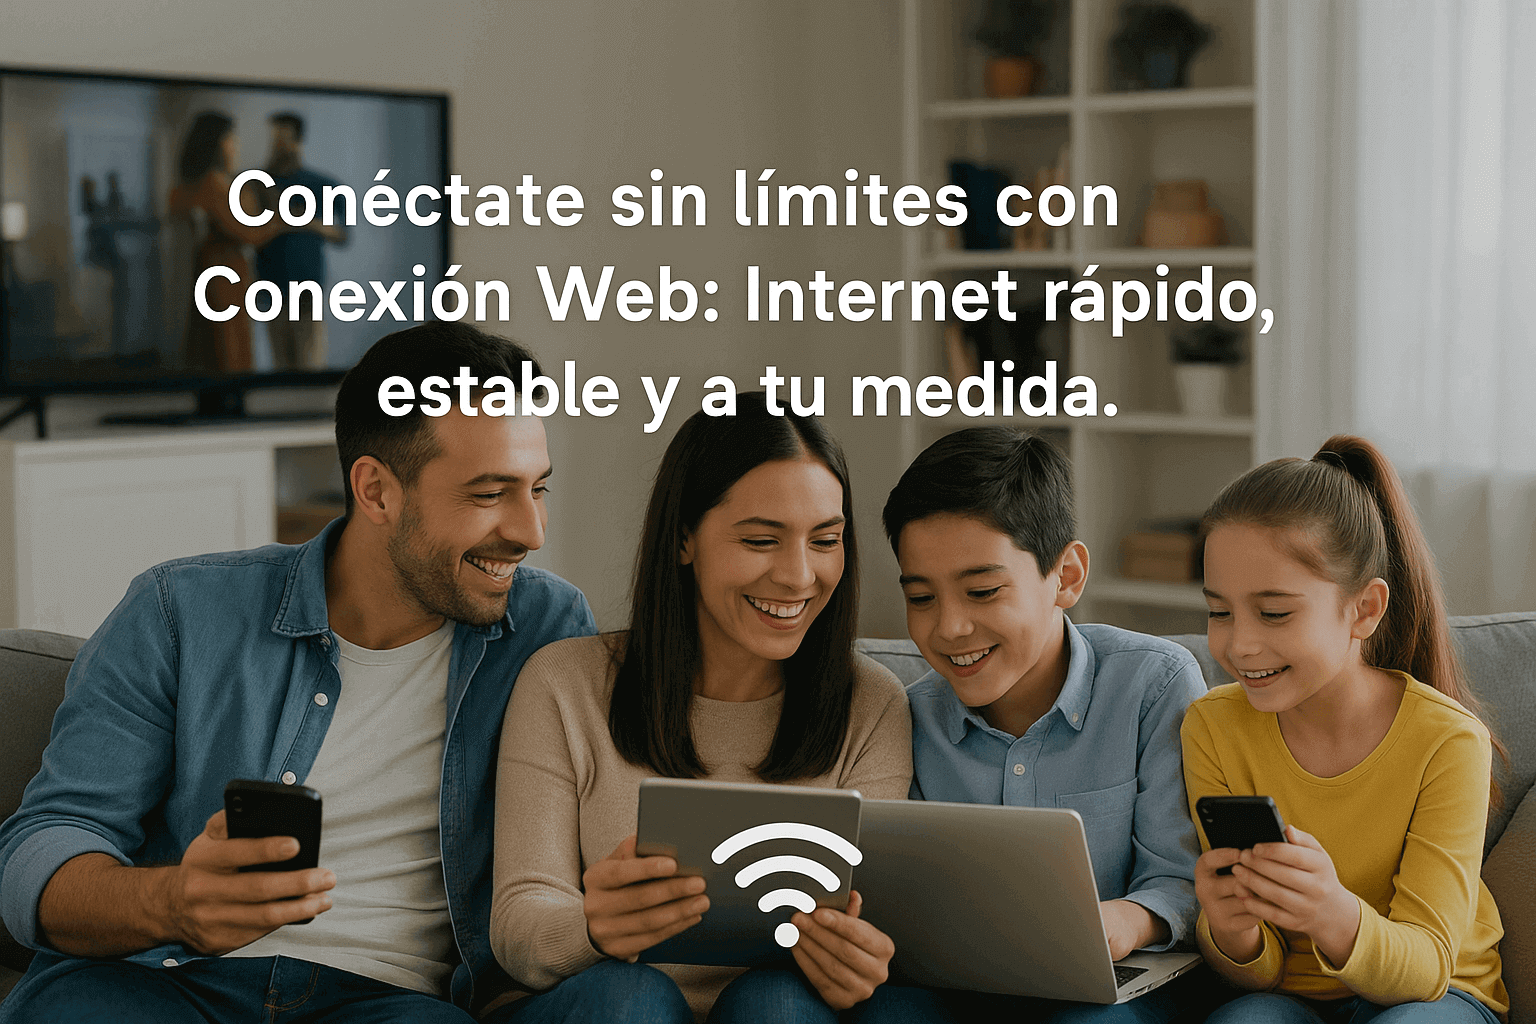 Conéctate sin límites con
Conexión Web: Internet rápido,
estable y a tu medida.